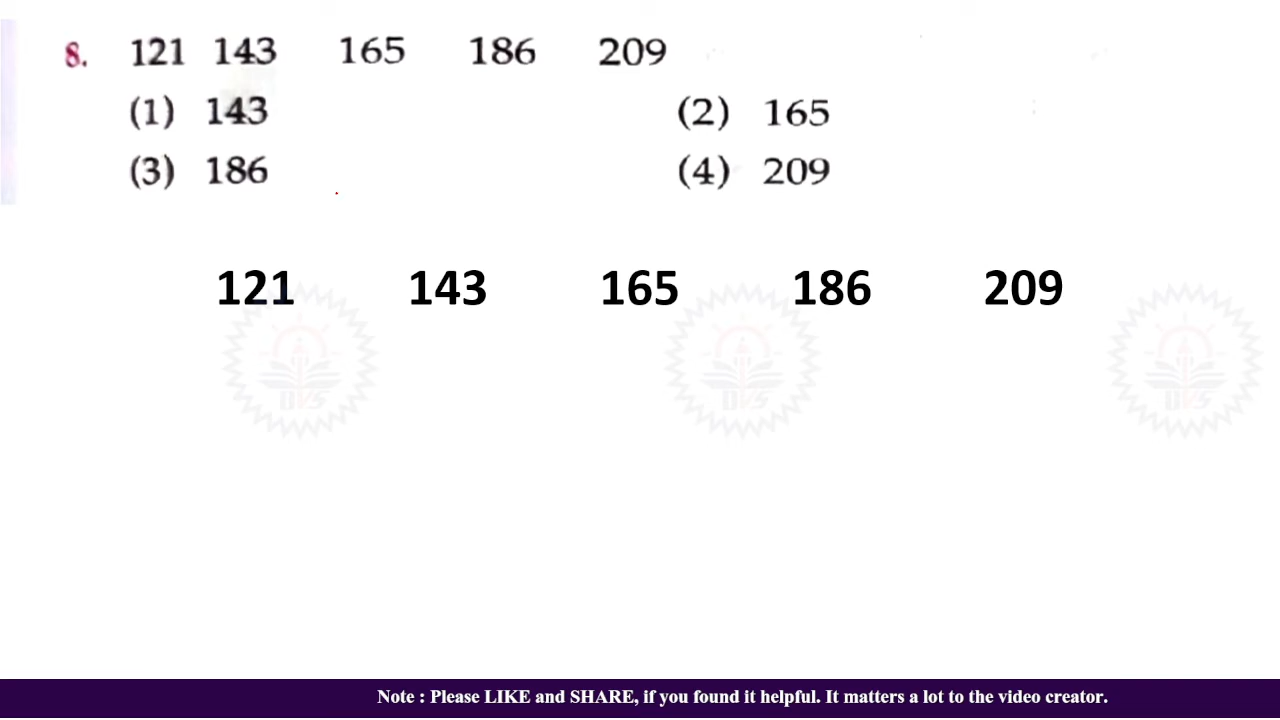 8. 121 143 165 186 209
(1) 143 (2) 165
(3) 186 (4) 209
121 143 165 186 209
Note : Please LIKE and SHARE, if you found it helpful. It matters a lot to the video creator.